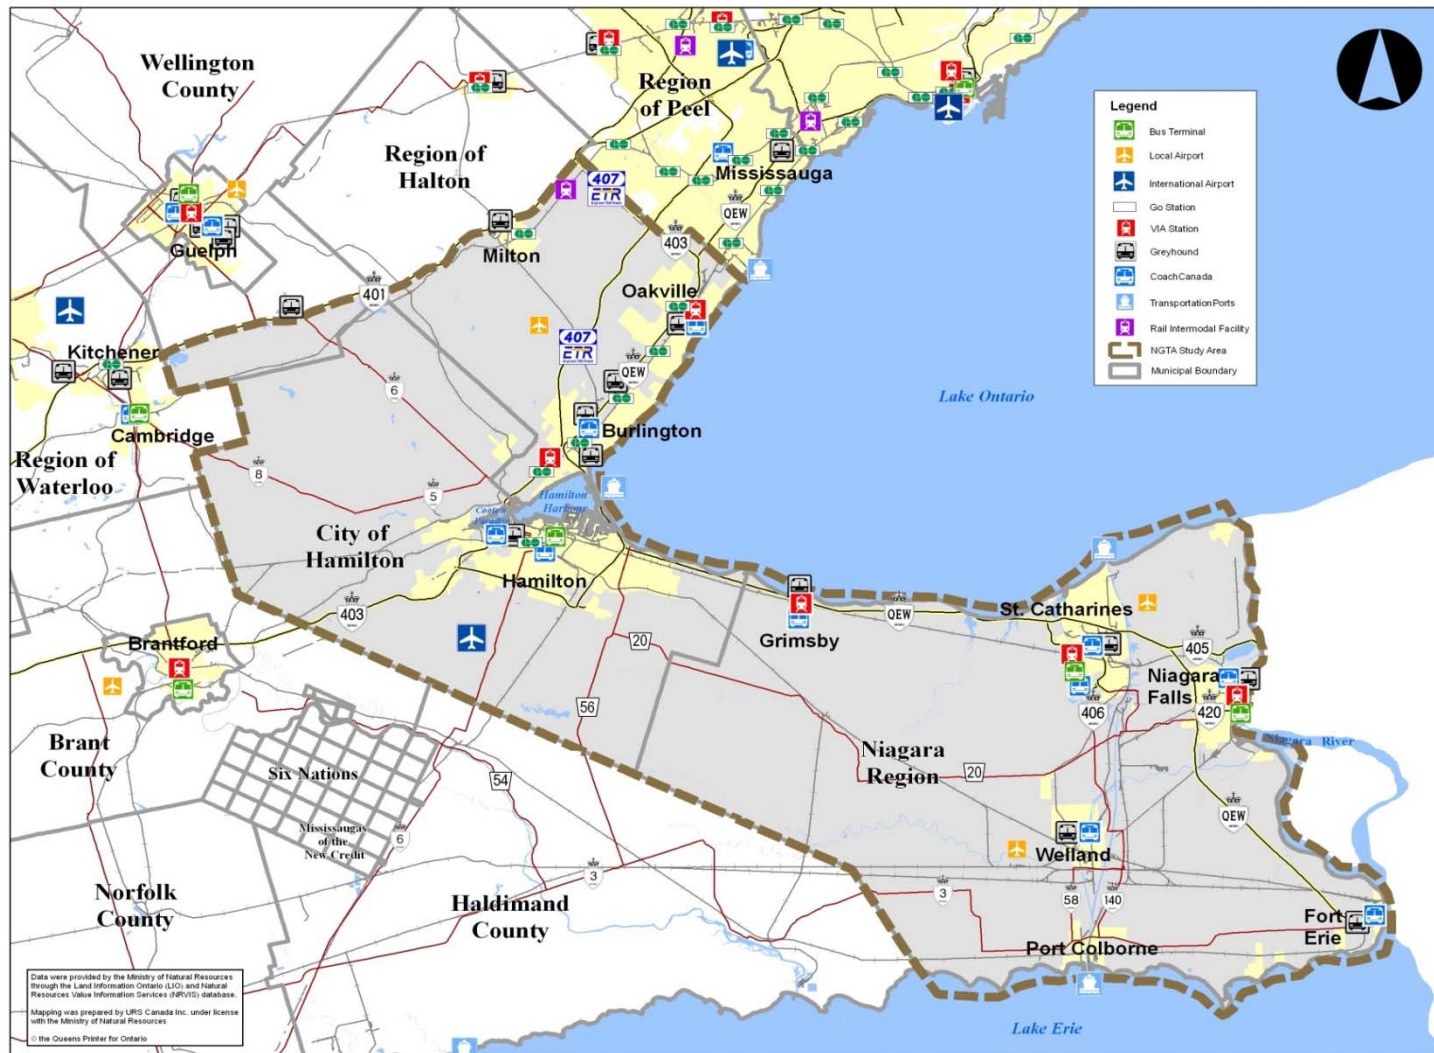 Wellington
County
Region
of Peel
Region of
Halton
Mississauga
407
ETR
QEW
403
Guelph
Milton
401
Oakville
407
ETR
QEW
Kitchener
6
Cambridge
Burlington
Region of
Waterloo
8
5
Hamilton
Harbour
City of
Hamilton
Hamilton
403
Brantford
20
56
Grimsby
QEW
St. Catharines
405
Niagara
Falls
406
420
Niagara River
Brant
County
Six Nations
54
Mississaugas
of the
New Credit
6
Niagara
Region
20
QEW
Welland
3
3
58
140
Norfolk
County
Haldimand
County
Fort
Erie
Port Colborne
Lake Ontario
Lake Erie
Legend
Bus Terminal
Local Airport
International Airport
Go Station
VIA Station
Greyhound
CoachCanada
TransportationPorts
Rail Intermodal Facility
NGTA Study Area
Municipal Boundary
Data were provided by the Ministry of Natural Resources
through the Land Information Ontario (LIO) and Natural
Resources Value Information Services (NRVIS) database.
Mapping was prepared by URS Canada Inc. under license
with the Ministry of Natural Resources
© the Queens Printer for Ontario